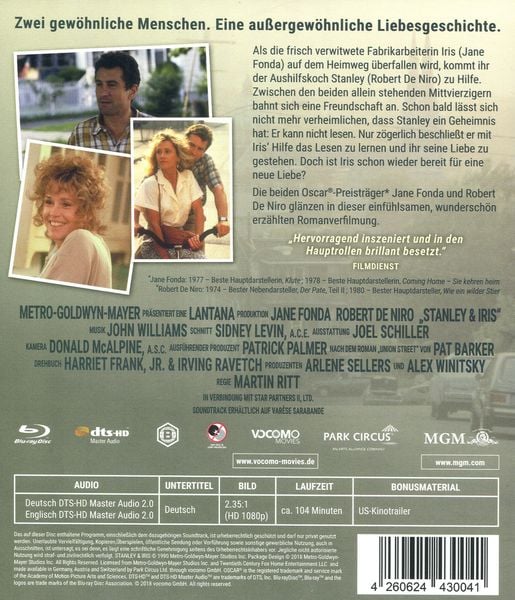 Zwei gewöhnliche Menschen. Eine außergewöhnliche Liebesgeschichte.
Als die frisch verwitwete Fabrikarbeiterin Iris (Jane
Fonda) auf dem Heimweg überfallen wird, kommt ihr
der Aushilfskoch Stanley (Robert De Niro) zu Hilfe.
Zwischen den beiden allein stehenden Mittvierzigern
bahnt sich eine Freundschaft an. Schon bald lässt sich
nicht mehr verheimlichen, dass Stanley ein Geheimnis
hat: Er kann nicht lesen. Nur zögerlich beschließt er mit
Iris' Hilfe das Lesen zu lernen und ihr seine Liebe zu
gestehen. Doch ist Iris schon wieder bereit für eine
neue Liebe?
Die beiden Oscar®-Preisträger* Jane Fonda und Robert
De Niro glänzen in dieser einfühlsamen, wunderschön
erzählten Romanverfilmung.
„Hervorragend inszeniert und in den
Hauptrollen brillant besetzt."
FILMDIENST
*Jane Fonda: 1977 – Beste Hauptdarstellerin, Klute; 1978 – Beste Hauptdarstellerin, Coming Home – Sie kehren heim
*Robert De Niro: 1974 – Bester Nebendarsteller, Der Pate, Teil II; 1980 – Bester Hauptdarsteller, Wie ein wilder Stier
METRO-GOLDWYN-MAYER PRÄSENTIERT EINE LANTANA PRODUCTION JANE FONDA ROBERT DE NIRO „STANLEY & IRIS"
MUSIK JOHN WILLIAMS SCHNITT SIDNEY LEVIN, A.C.E. AUSSTATTUNG JOEL SCHILLER
KAMERA DONALD McALPINE, A.S.C. AUSFÜHRENDER PRODUZENT PATRICK PALMER NACH DEM ROMAN „UNION STREET" VON PAT BARKER
DREHBUCH HARRIET FRANK, JR. & IRVING RAVETCH PRODUZENTEN ARLENE SELLERS UND ALEX WINITSKY
REGIE MARTIN RITT
IN VERBINDUNG MIT STAR PARTNERS II, LTD.
SOUNDTRACK ERHÄLTLICH AUF VARÈSE SARABANDE
Blu-ray Disc
dts-HD
Master Audio
B
VOCOMO
MOVIES
PARK CIRCUS
AN ARTS ALLIANCE COMPANY
MGM
www.vocomo-movies.de
www.mgm.com
AUDIO UNTERTITEL BILD LAUFZEIT BONUSMATERIAL
Deutsch DTS-HD Master Audio 2.0
Englisch DTS-HD Master Audio 2.0
Deutsch
2.35:1
(HD 1080p)
ca. 104 Minuten
US-Kinotrailer
4 260624 430041